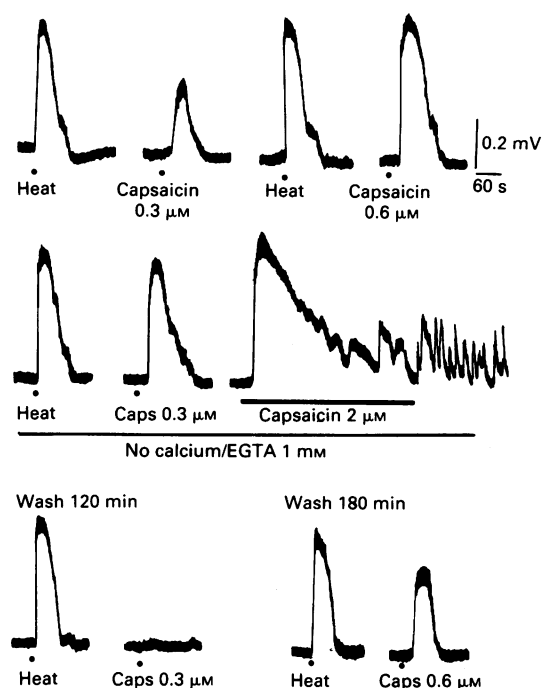 0.2 mV
60 s
Heat
Capsaicin
0.3 μM
Heat
Capsaicin
0.6 μM
Heat
Caps 0.3 μM
Capsaicin 2 μM
No calcium/EGTA 1 mM
Wash 120 min
Wash 180 min
Heat
Caps 0.3 μM
Heat
Caps 0.6 μM